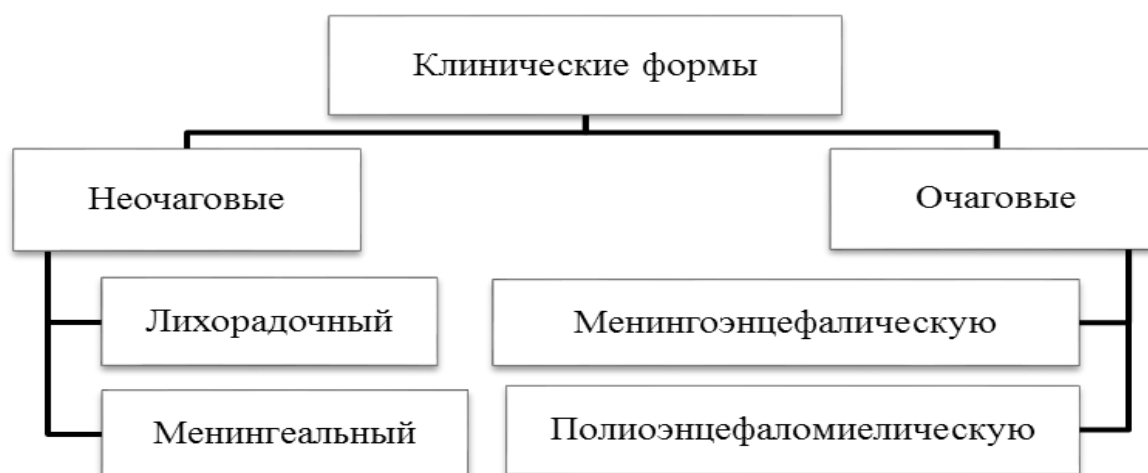 Клинические формы
Неочаговые
Очаговые
Лихорадочный
Менингоэнцефалическую
Менингеальный
Полиоэнцефаломиелическую